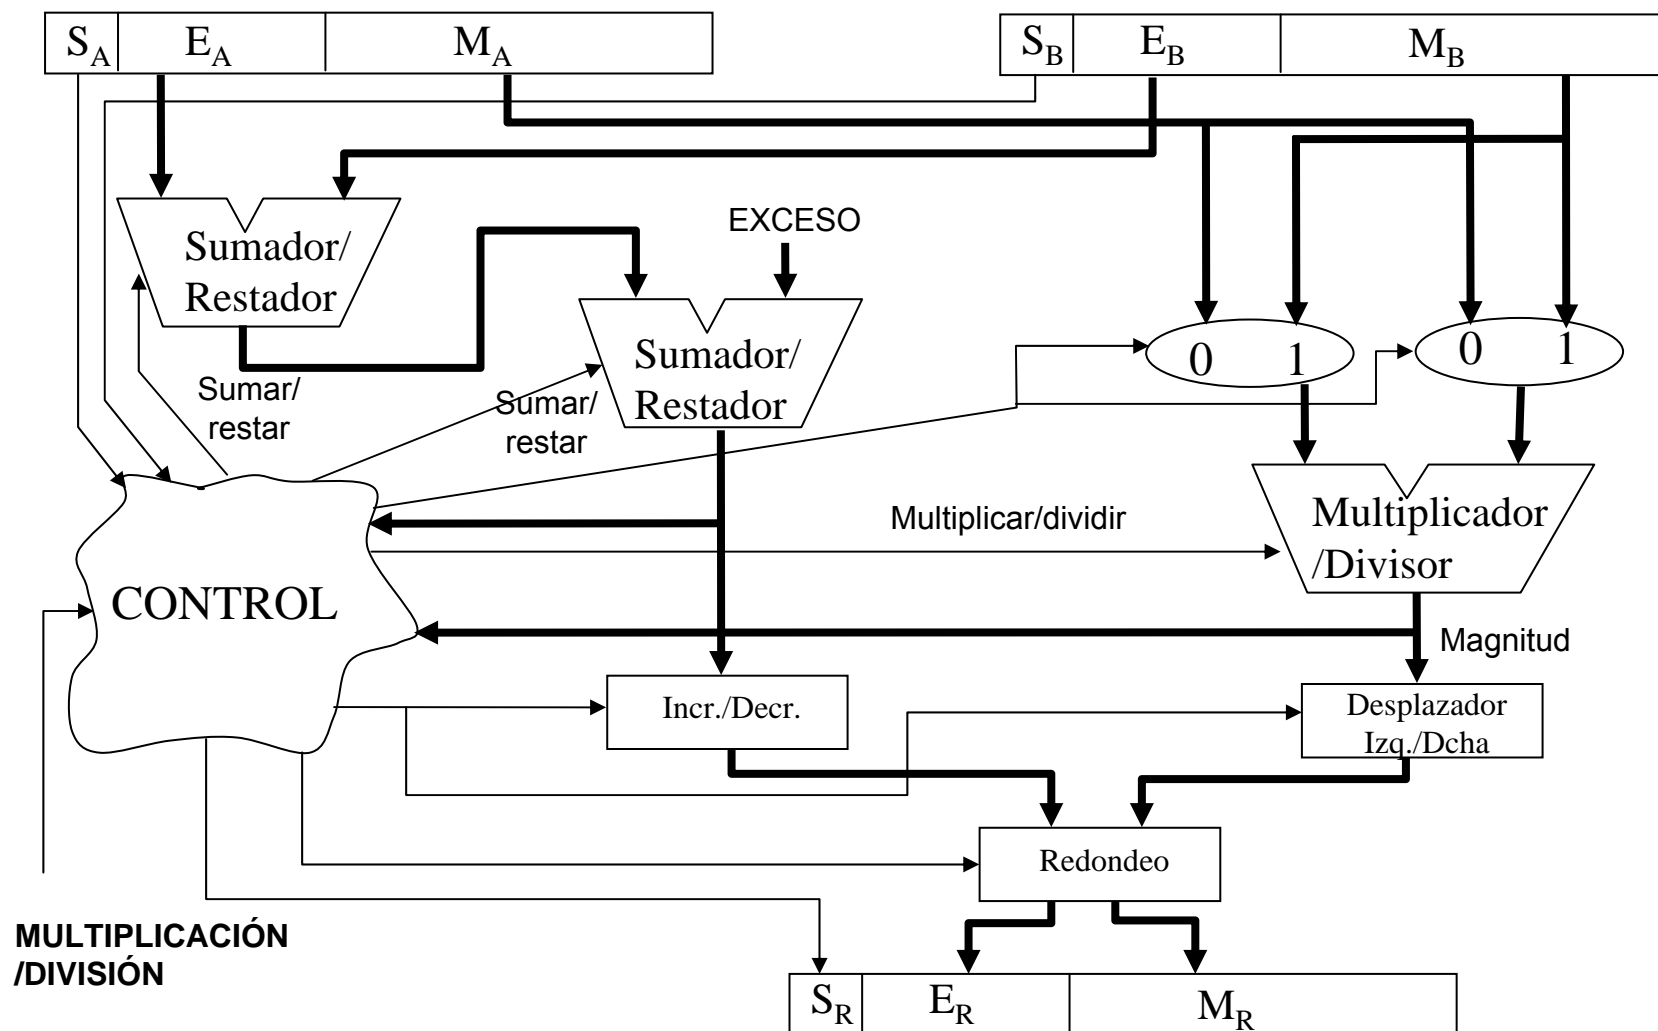 S_A E_A M_A
S_B E_B M_B
EXCESO
Sumador/
Restador
Sumador/
Restador
0 1
0 1
Sumar/
restar
Sumar/
restar
Multiplicar/dividir
Multiplicador
/Divisor
CONTROL
Magnitud
Incr./Decr.
Desplazador
Izq./Dcha
Redondeo
MULTIPLICACIÓN
/DIVISIÓN
S_R E_R M_R